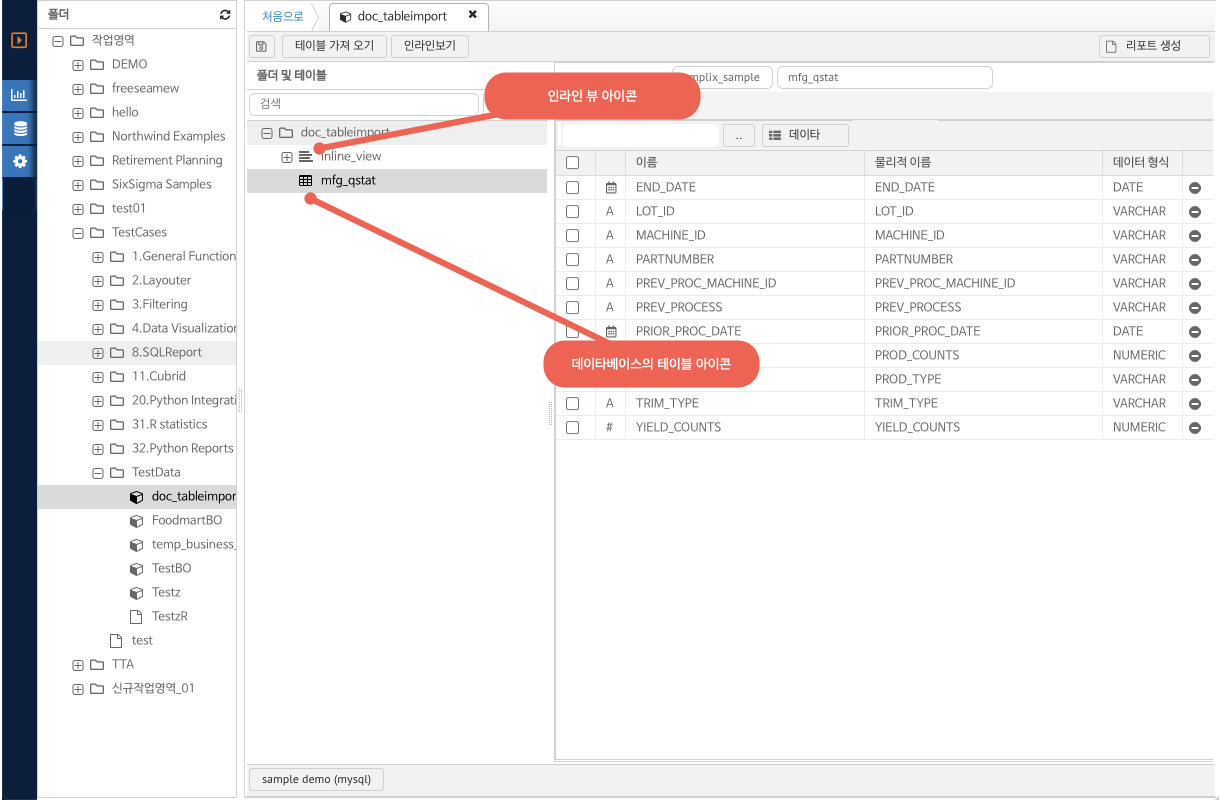 폴더
작업영역
DEMO
freeseamew
hello
Northwind Examples
Retirement Planning
SixSigma Samples
test01
TestCases
1.General Function
2.Layouter
3.Filtering
4.Data Visualization
8.SQLReport
11.Cubrid
20.Python Integrati
31.R statistics
32.Python Reports
TestData
doc_tableimpor
FoodmartBO
temp_business_
TestBO
Testz
TestzR
test
TTA
신규작업영역_01
처음으로
doc_tableimport
테이블 가져 오기
인라인보기
리포트 생성
폴더 및 테이블
검색
doc_tableimport
inline_view
mfg_qstat
인라인 뷰 아이콘
데이타베이스의 테이블 아이콘
mplix_sample
mfg_qstat
..
데이타
이름 물리적 이름 데이터 형식
END_DATE END_DATE DATE
A LOT_ID LOT_ID VARCHAR
A MACHINE_ID MACHINE_ID VARCHAR
A PARTNUMBER PARTNUMBER VARCHAR
A PREV_PROC_MACHINE_ID PREV_PROC_MACHINE_ID VARCHAR
A PREV_PROCESS PREV_PROCESS VARCHAR
PRIOR_PROC_DATE PRIOR_PROC_DATE DATE
PROD_COUNTS NUMERIC
PROD_TYPE VARCHAR
A TRIM_TYPE TRIM_TYPE VARCHAR
# YIELD_COUNTS YIELD_COUNTS NUMERIC
sample demo (mysql)